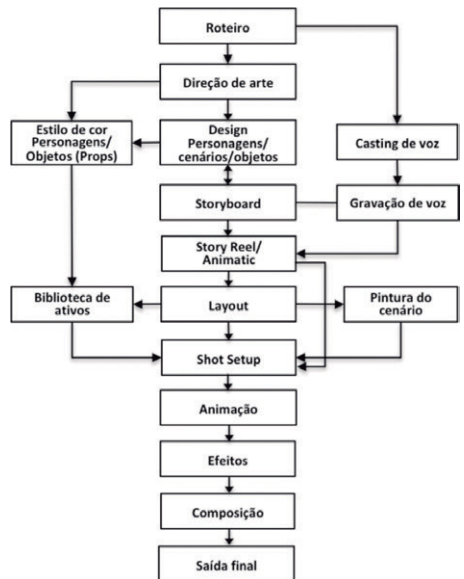 Roteiro
Direção de arte
Estilo de cor
Personagens/
Objetos (Props)
Design
Personagens/
cenários/objetos
Casting de voz
Storyboard
Gravação de voz
Story Reel/
Animatic
Biblioteca de
ativos
Layout
Pintura do
cenário
Shot Setup
Animação
Efeitos
Composição
Saída final